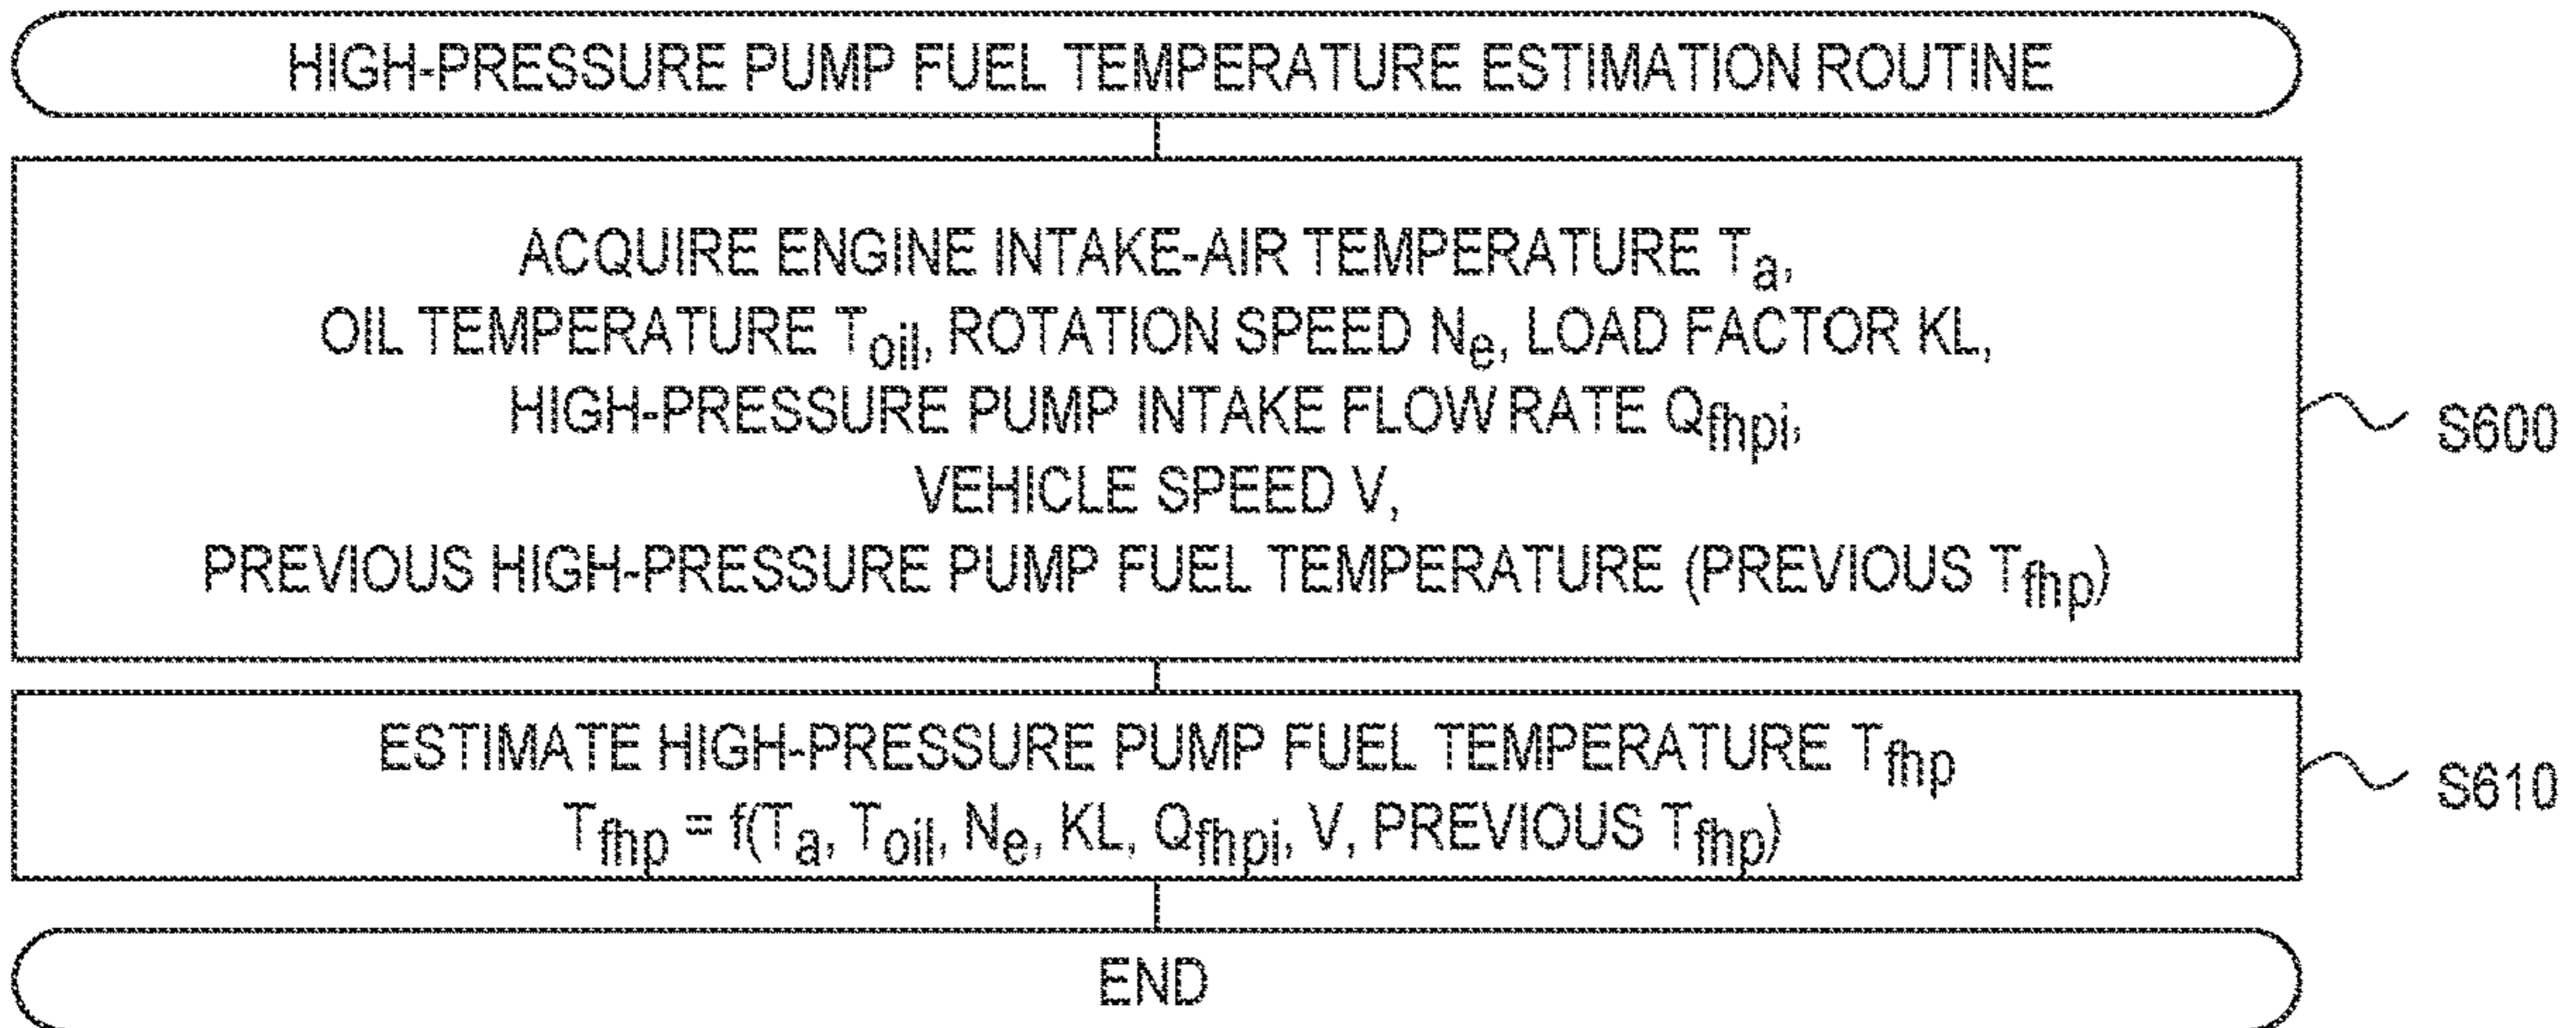 HIGH-PRESSURE PUMP FUEL TEMPERATURE ESTIMATION ROUTINE
ACQUIRE ENGINE INTAKE-AIR TEMPERATURE Ta,
OIL TEMPERATURE Toil, ROTATION SPEED Ne, LOAD FACTOR KL,
HIGH-PRESSURE PUMP INTAKE FLOW RATE Qfhpi,
VEHICLE SPEED V,
PREVIOUS HIGH-PRESSURE PUMP FUEL TEMPERATURE (PREVIOUS Tfhp)
S600
ESTIMATE HIGH-PRESSURE PUMP FUEL TEMPERATURE Tfhp
Tfhp = f(Ta, Toil, Ne, KL, Qfhpi, V, PREVIOUS Tfhp)
S610
END